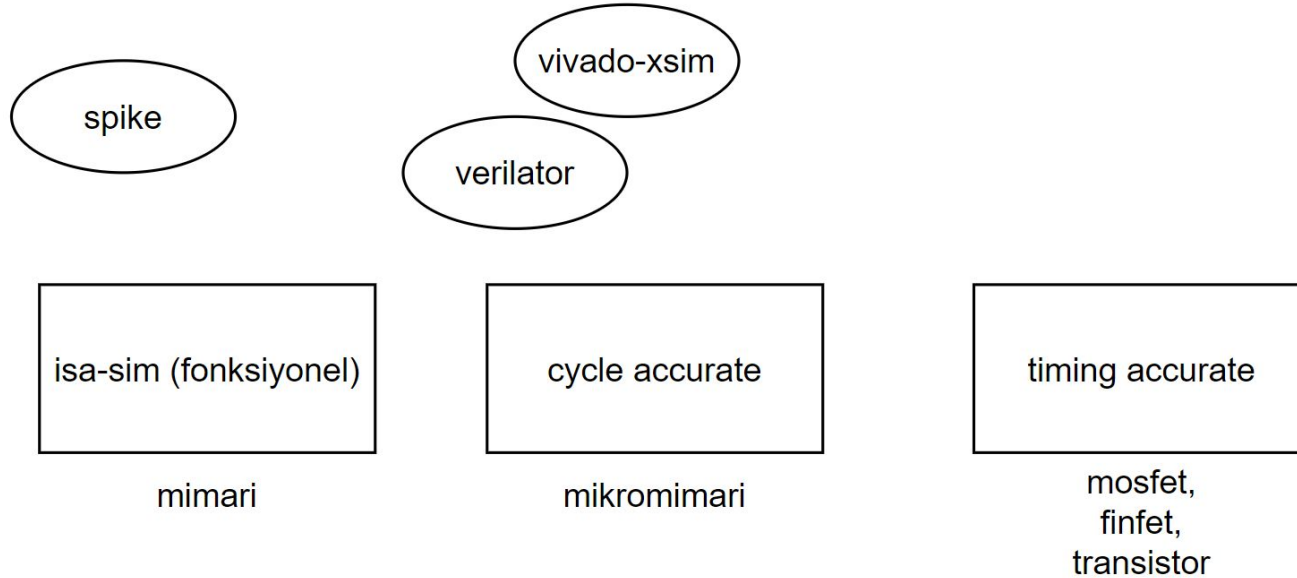 spike
vivado-xsim
verilator
isa-sim (fonksiyonel)
cycle accurate
timing accurate
mimari
mikromimari
mosfet,
finfet,
transistor